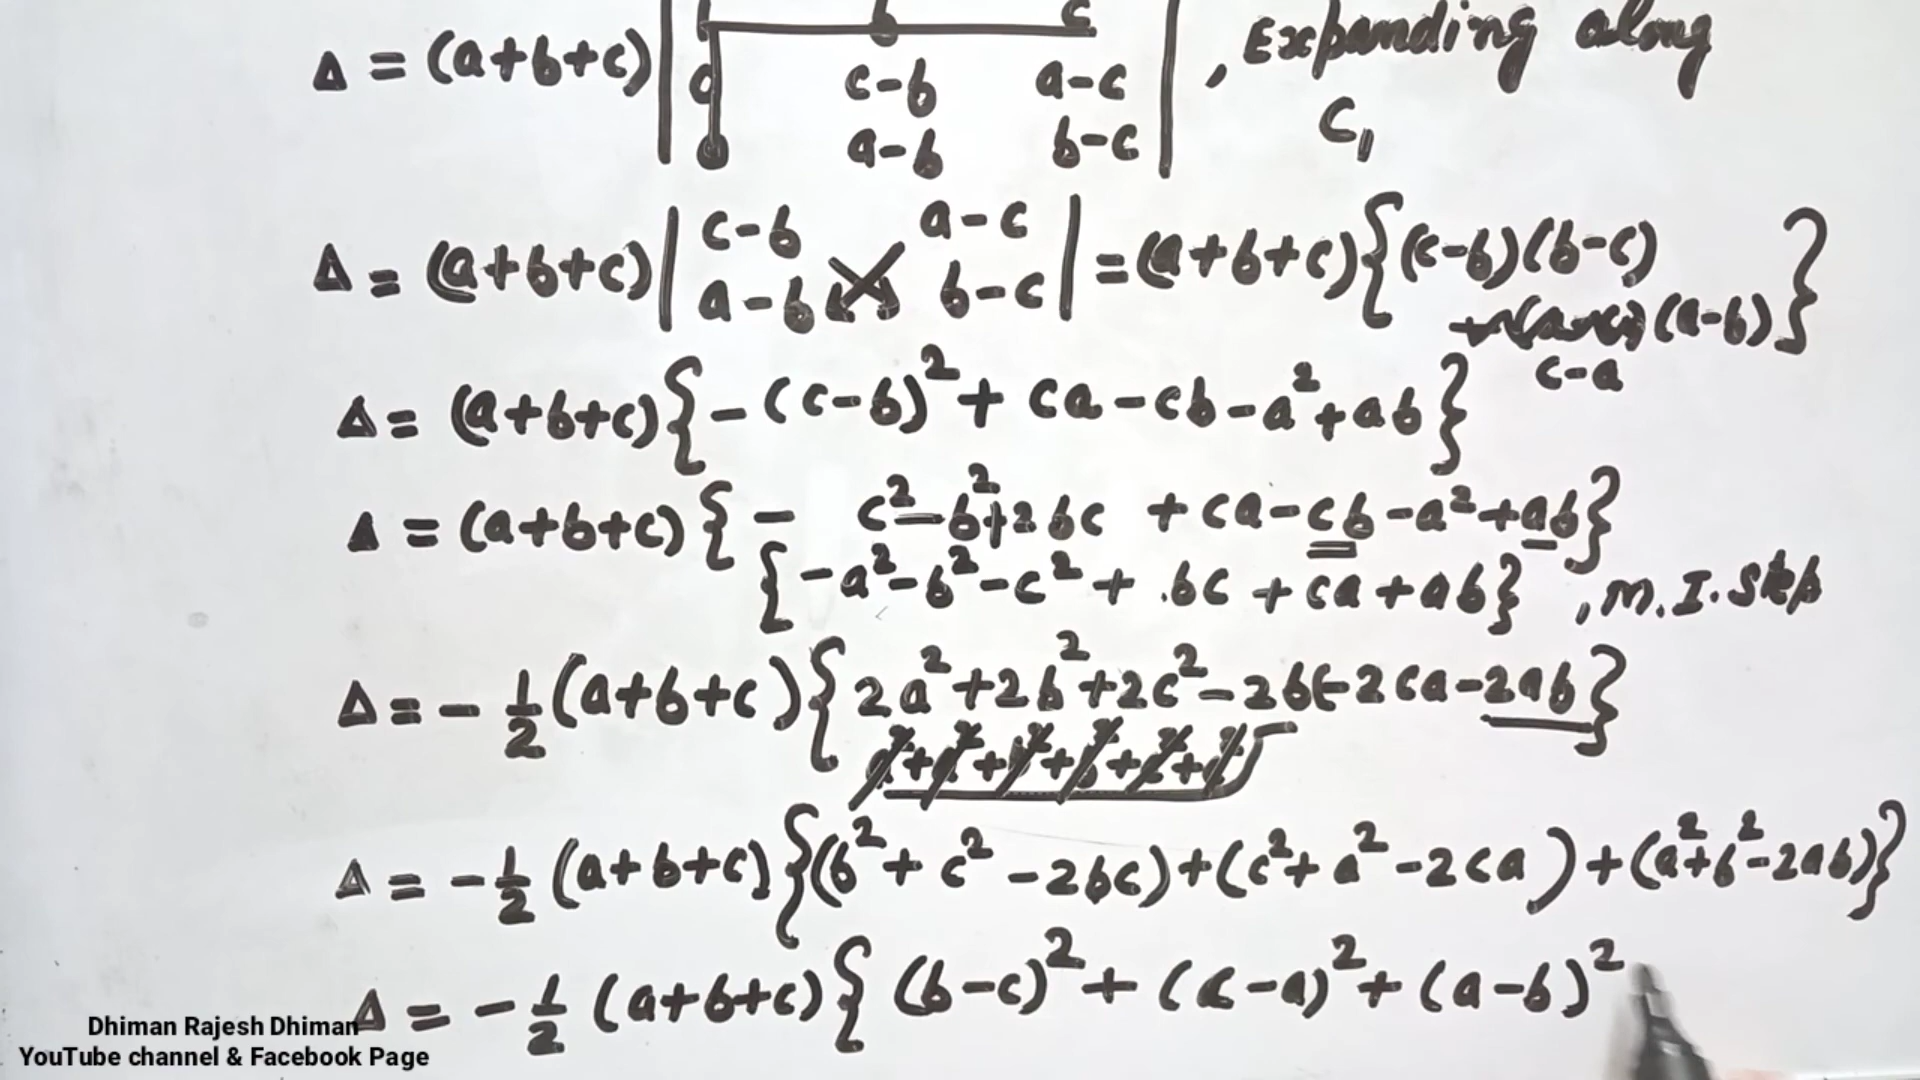 Δ = (a+b+c) | b c , Expanding along
0 c-b a-c C₁
0 a-b b-c |
Δ = (a+b+c) | c-b a-c | = (a+b+c){(c-b)(b-c)
a-b b-c + (a-b)}
c-a
Δ = (a+b+c){-(c-b)²+ ca-cb-a²+ab}
Δ = (a+b+c){- c²-b²+2bc +ca-cb-a²+ab}
{-a²-b²-c²+ bc +ca+ab} , M.I. Step
Δ = -1/2 (a+b+c){2a²+2b²+2c²-2bc-2ca-2ab}
Δ = -1/2 (a+b+c){(b²+c²-2bc)+(c²+a²-2ca)+(a²+b²-2ab)}
Δ = -1/2 (a+b+c){(b-c)²+(c-a)²+(a-b)²
Dhiman Rajesh Dhiman
YouTube channel & Facebook Page